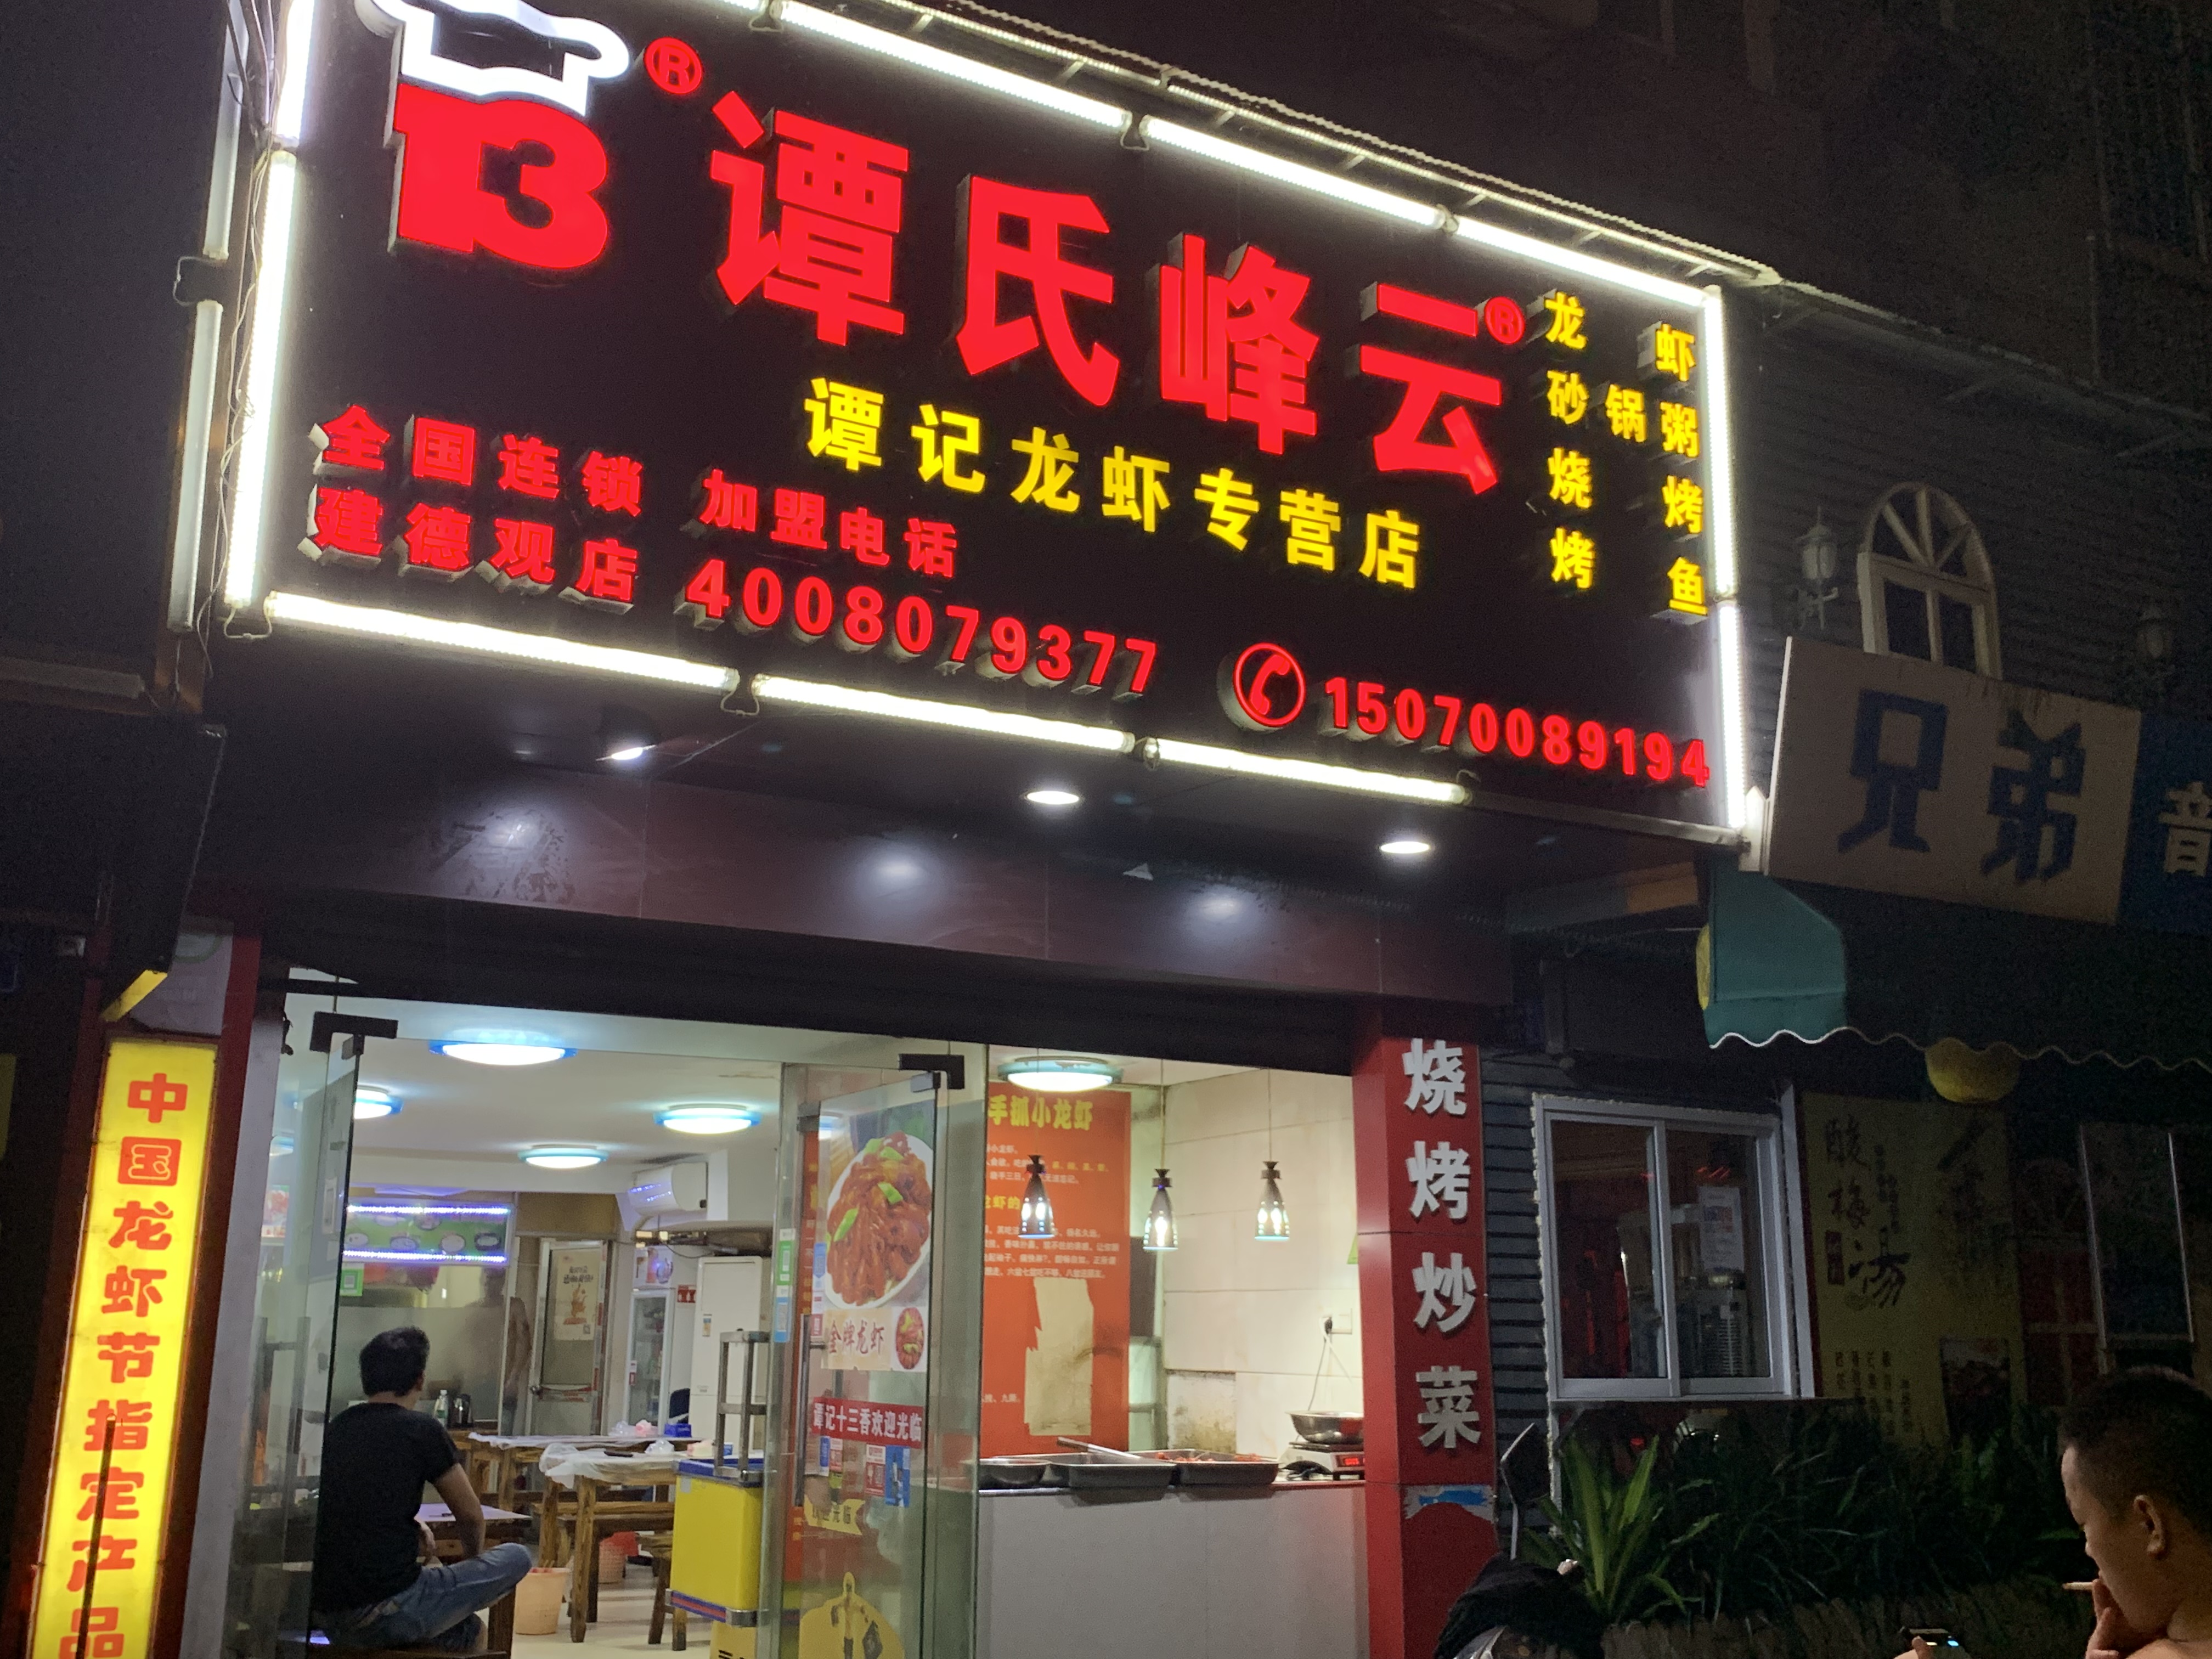 13®
谭氏峰云®
谭记龙虾专营店
龙虾
砂锅粥
烧烤
烤鱼
全国连锁 加盟电话
建德观店 4008079377
15070089194
兄弟
音
中国龙虾节指定产品
烧烤炒菜
手抓小龙虾
金牌龙虾
谭记十三香欢迎光临
酸梅汤